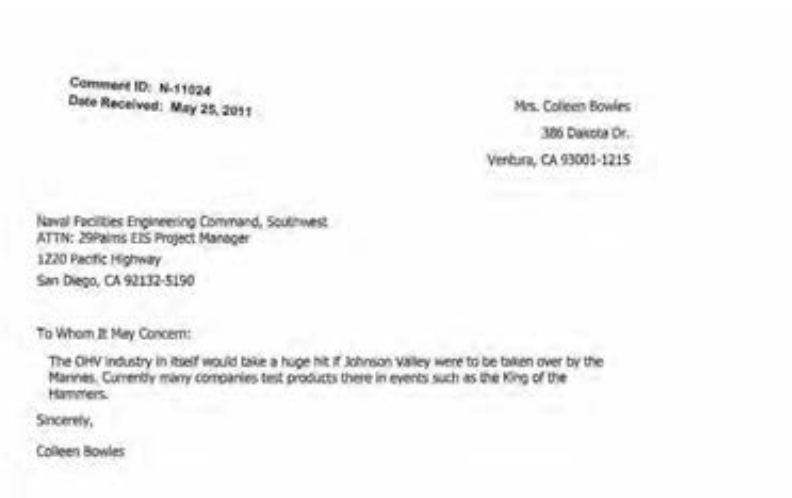 Comment ID: N-11024
Date Received: May 25, 2011
Mrs. Colleen Bowles
386 Dakota Dr.
Ventura, CA 93001-1215
Naval Facilities Engineering Command, Southwest
ATTN: 29Palms EIS Project Manager
1220 Pacific Highway
San Diego, CA 92132-5190
To Whom It May Concern:
The OHV industry in itself would take a huge hit if Johnson Valley were to be taken over by the
Marines. Currently many companies test products there in events such as the King of the
Hammers.
Sincerely,
Colleen Bowles